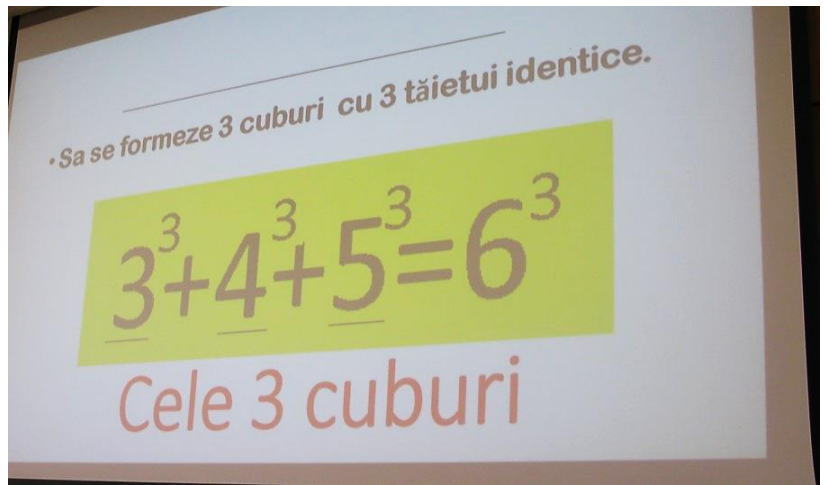 • Sa se formeze 3 cuburi cu 3 tăietui identice.
3³+4³+5³=6³
Cele 3 cuburi